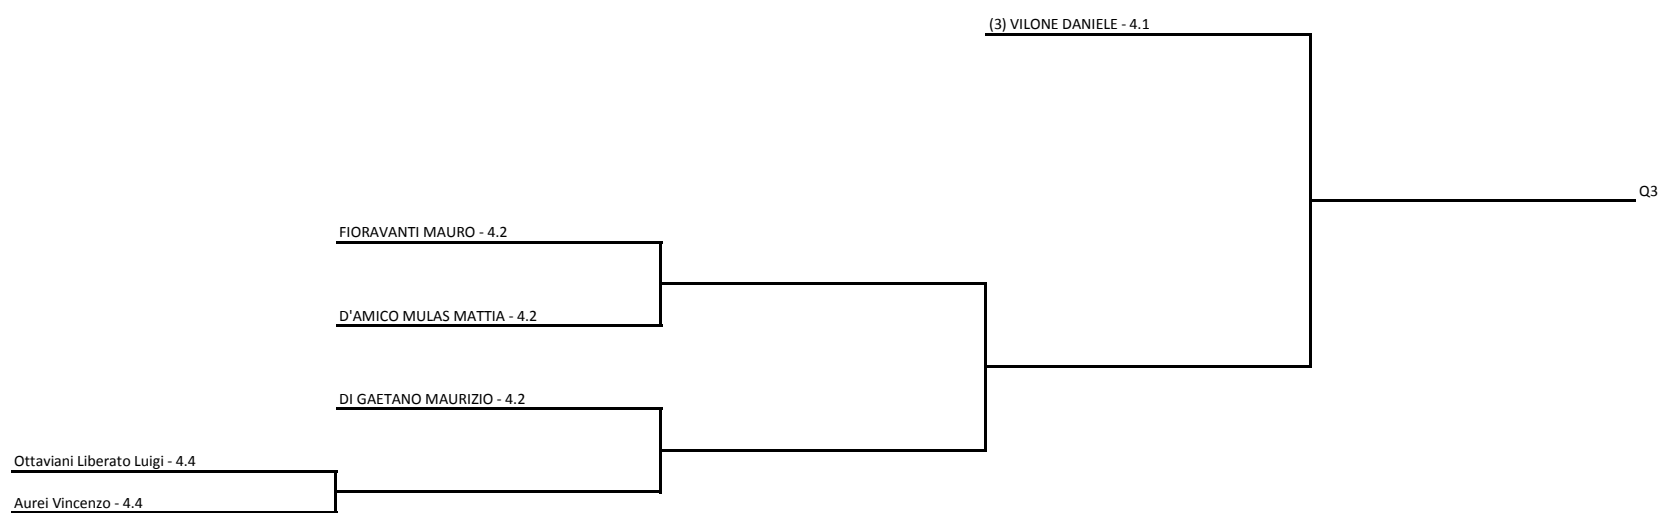 (3) VILONE DANIELE - 4.1
Q3
FIORAVANTI MAURO - 4.2
D'AMICO MULAS MATTIA - 4.2
DI GAETANO MAURIZIO - 4.2
Ottaviani Liberato Luigi - 4.4
Aurei Vincenzo - 4.4